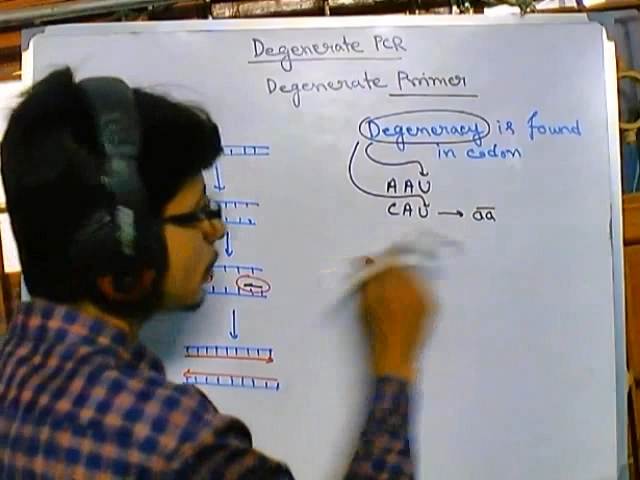 Degenerate PCR
Degenerate Primer
Degeneracy is found
in codon
AAU
CAU → aa